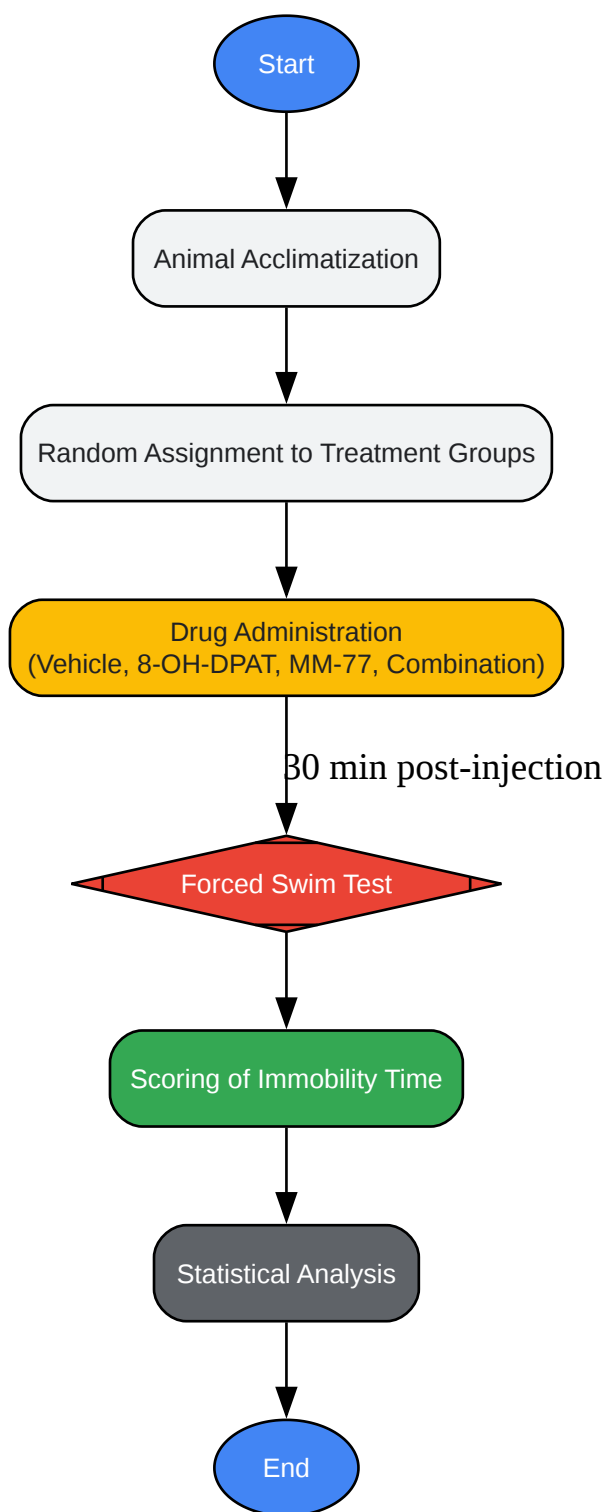 Start
Animal Acclimatization
Random Assignment to Treatment Groups
Drug Administration
(Vehicle, 8-OH-DPAT, MM-77, Combination)
30 min post-injection
Forced Swim Test
Scoring of Immobility Time
Statistical Analysis
End